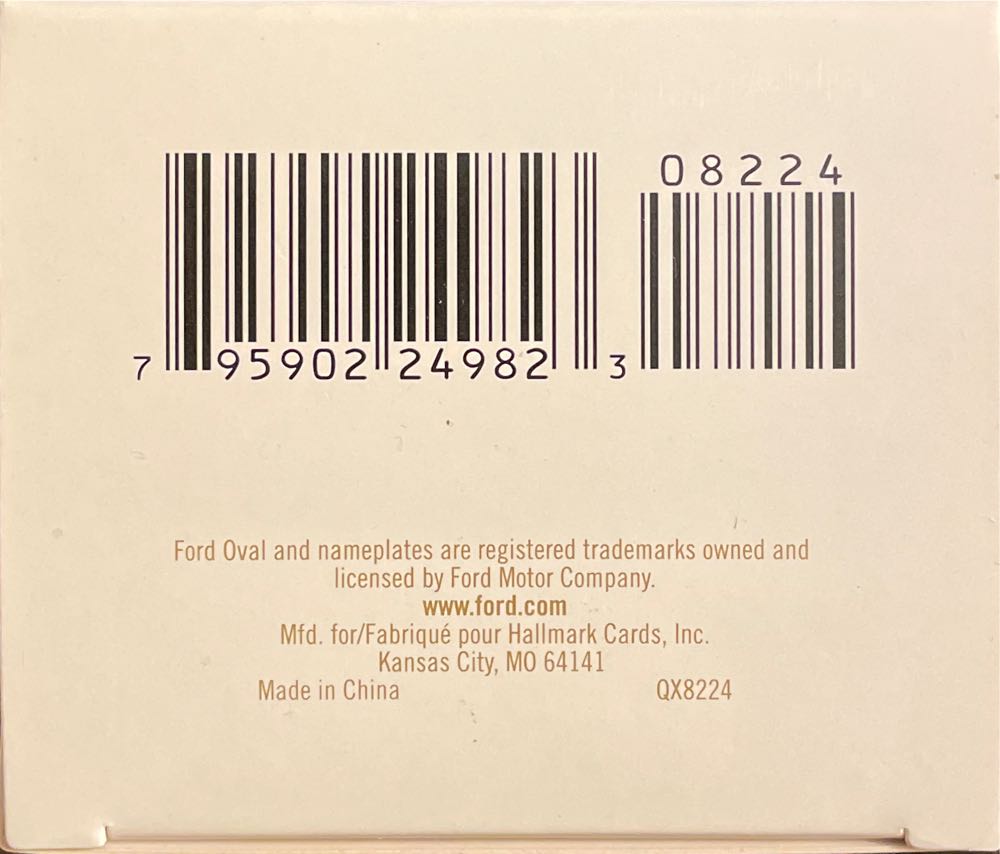 08224
7 95902 24982 3
Ford Oval and nameplates are registered trademarks owned and
licensed by Ford Motor Company.
www.ford.com
Mfd. for/Fabriqué pour Hallmark Cards, Inc.
Kansas City, MO 64141
Made in China QX8224